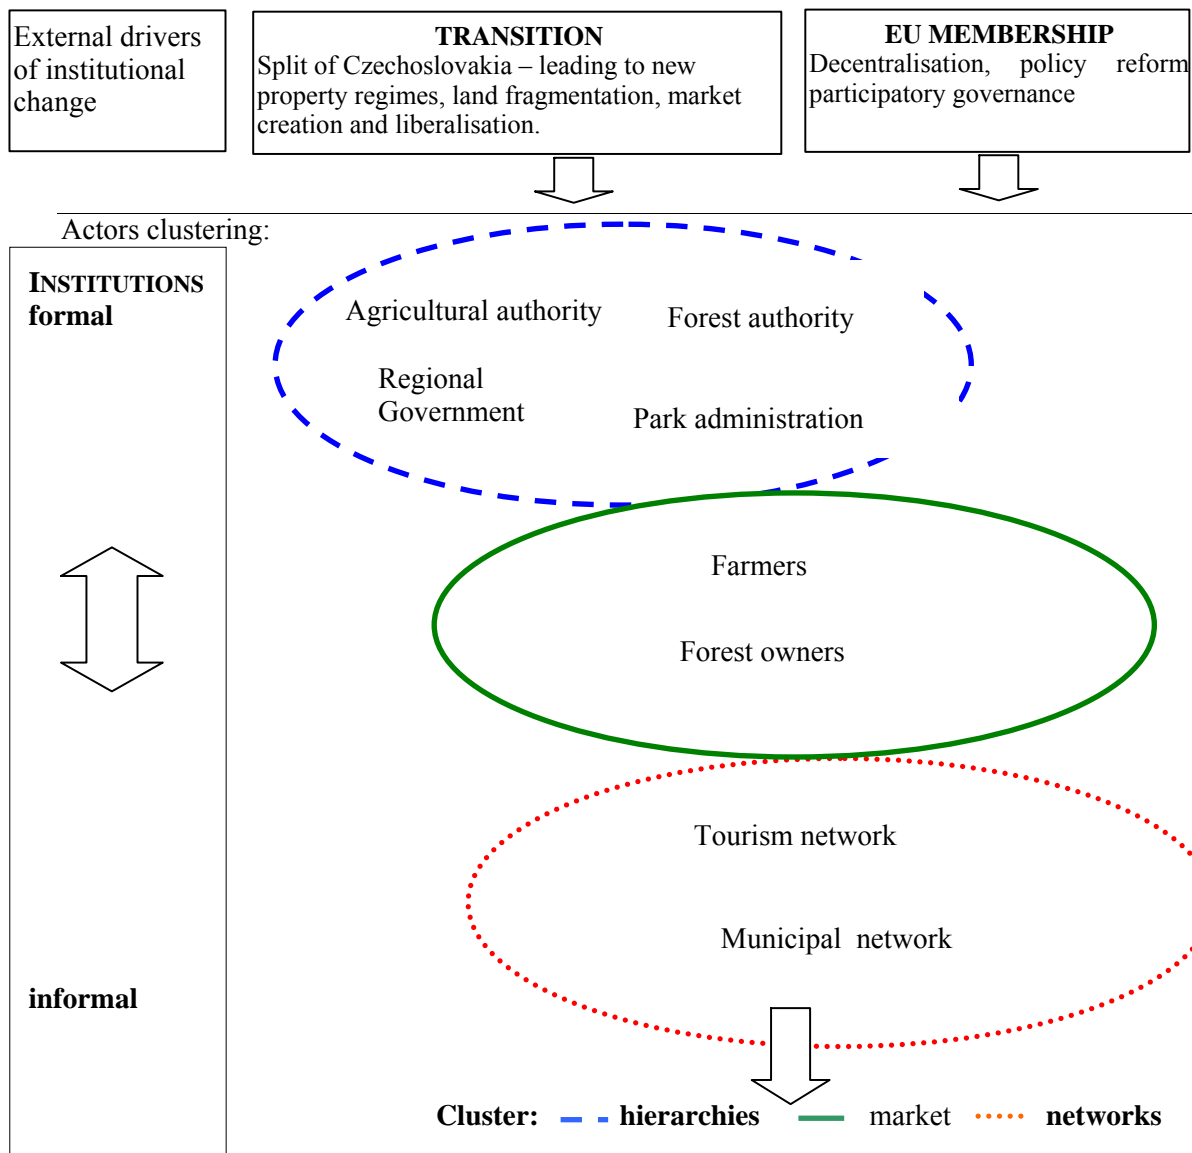 External drivers
of institutional
change
TRANSITION
Split of Czechoslovakia – leading to new
property regimes, land fragmentation, market
creation and liberalisation.
EU MEMBERSHIP
Decentralisation, policy reform
participatory governance
Actors clustering:
INSTITUTIONS
formal
Agricultural authority
Forest authority
Regional
Government
Park administration
Farmers
Forest owners
Tourism network
Municipal network
informal
Cluster: hierarchies market networks